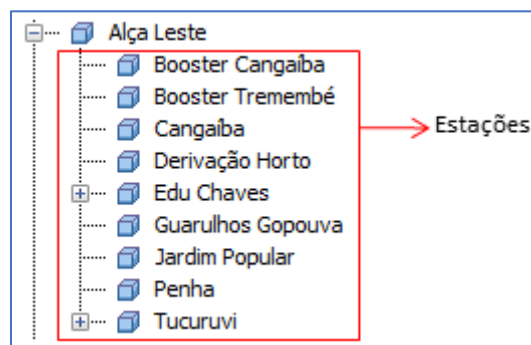 Alça Leste
Booster Cangaíba
Booster Tremembé
Cangaíba
Estações
Derivação Horto
Edu Chaves
Guarulhos Gopouva
Jardim Popular
Penha
Tucuruvi